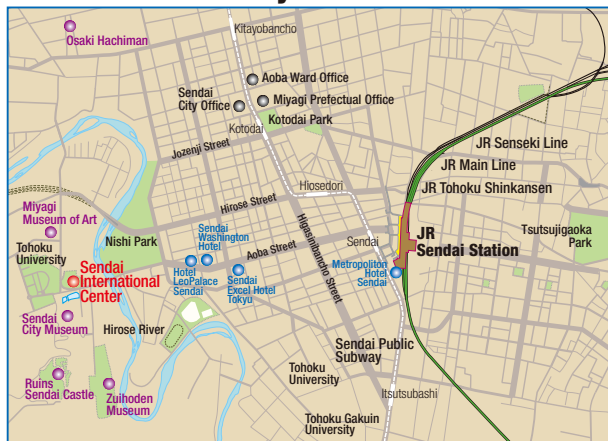 Kitayobancho
Osaki Hachiman
Aoba Ward Office
Sendai
City Office
Miyagi Prefectual Office
Kotodai Park
Kotodai
Jozenji Street
JR Senseki Line
JR Main Line
JR Tohoku Shinkansen
Hirose Street
Hiosedori
Miyagi
Museum of Art
Nishi Park
Sendai
Washington
Hotel
Aoba Street
Higasinibancho Street
Sendai
JR
Sendai Station
Tsutsujigaoka
Park
Tohoku
University
Sendai
International
Center
Hotel
LeoPalace
Sendai
Sendai
Excel Hotel
Tokyu
Metropoliton
Hotel
Sendai
Sendai
City Museum
Hirose River
Sendai Public
Subway
Tohoku
University
Itsutsubashi
Ruins
Sendai Castle
Zuihoden
Museum
Tohoku Gakuin
University